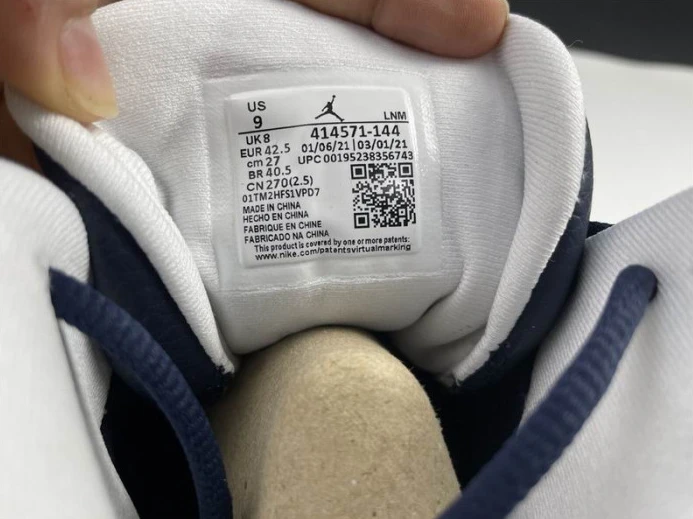 US
9
LNM
UK 8
414571-144
EUR 42.5
01/06/21 | 03/01/21
cm 27
UPC 00195238356743
BR 40.5
CN 270(2.5)
01TM2HFS1VPD7
MADE IN CHINA
HECHO EN CHINA
FABRIQUE EN CHINE
FABRICADO NA CHINA
This product is covered by one or more patents:
www.nike.com/patentsvirtualmarking